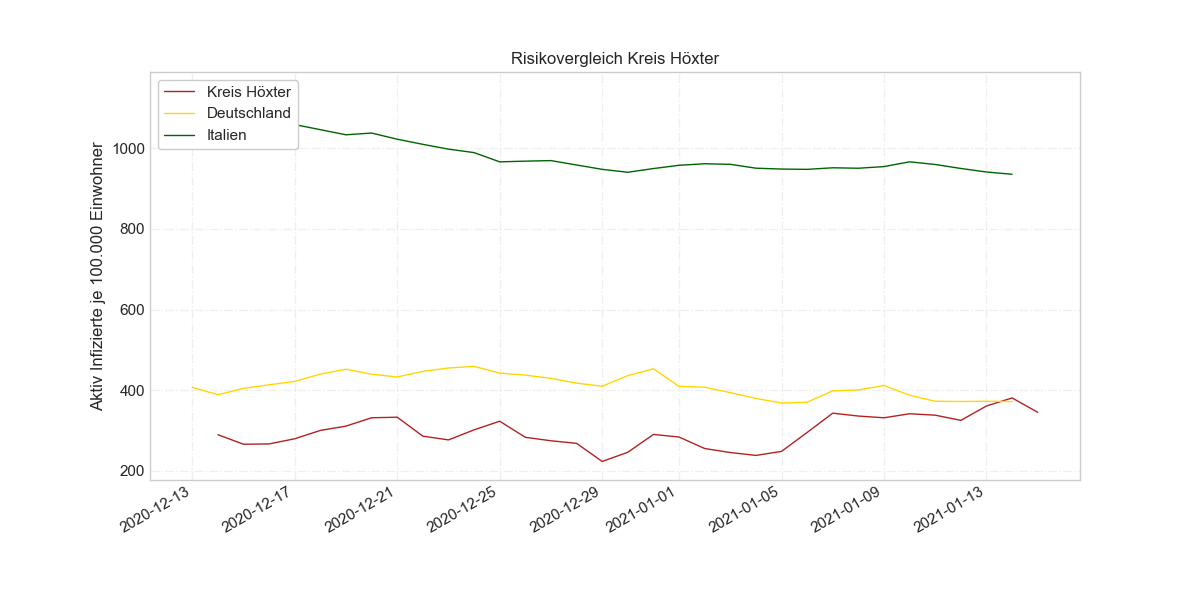 Risikovergleich Kreis Höxter
Kreis Höxter
Deutschland
Italien
Aktiv Infizierte je 100.000 Einwohner
1000
800
600
400
200
2020-12-13
2020-12-17
2020-12-21
2020-12-25
2020-12-29
2021-01-01
2021-01-05
2021-01-09
2021-01-13